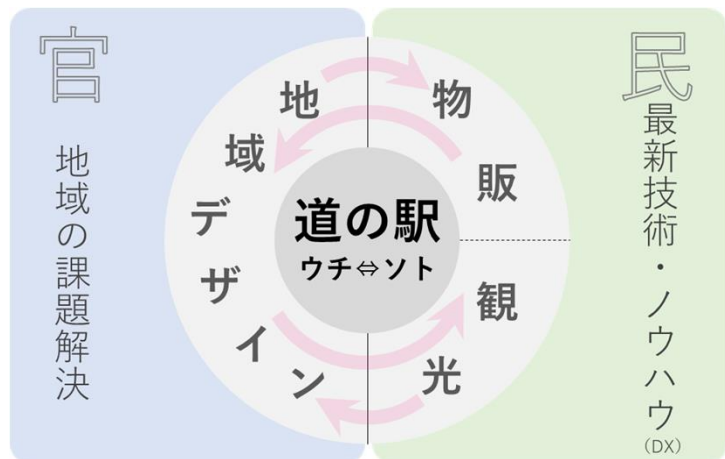 官
地域の課題解決
地域デザイン
道の駅
ウチ⇔ソト
物販
観光
民
最新技術・ノウハウ
(DX)